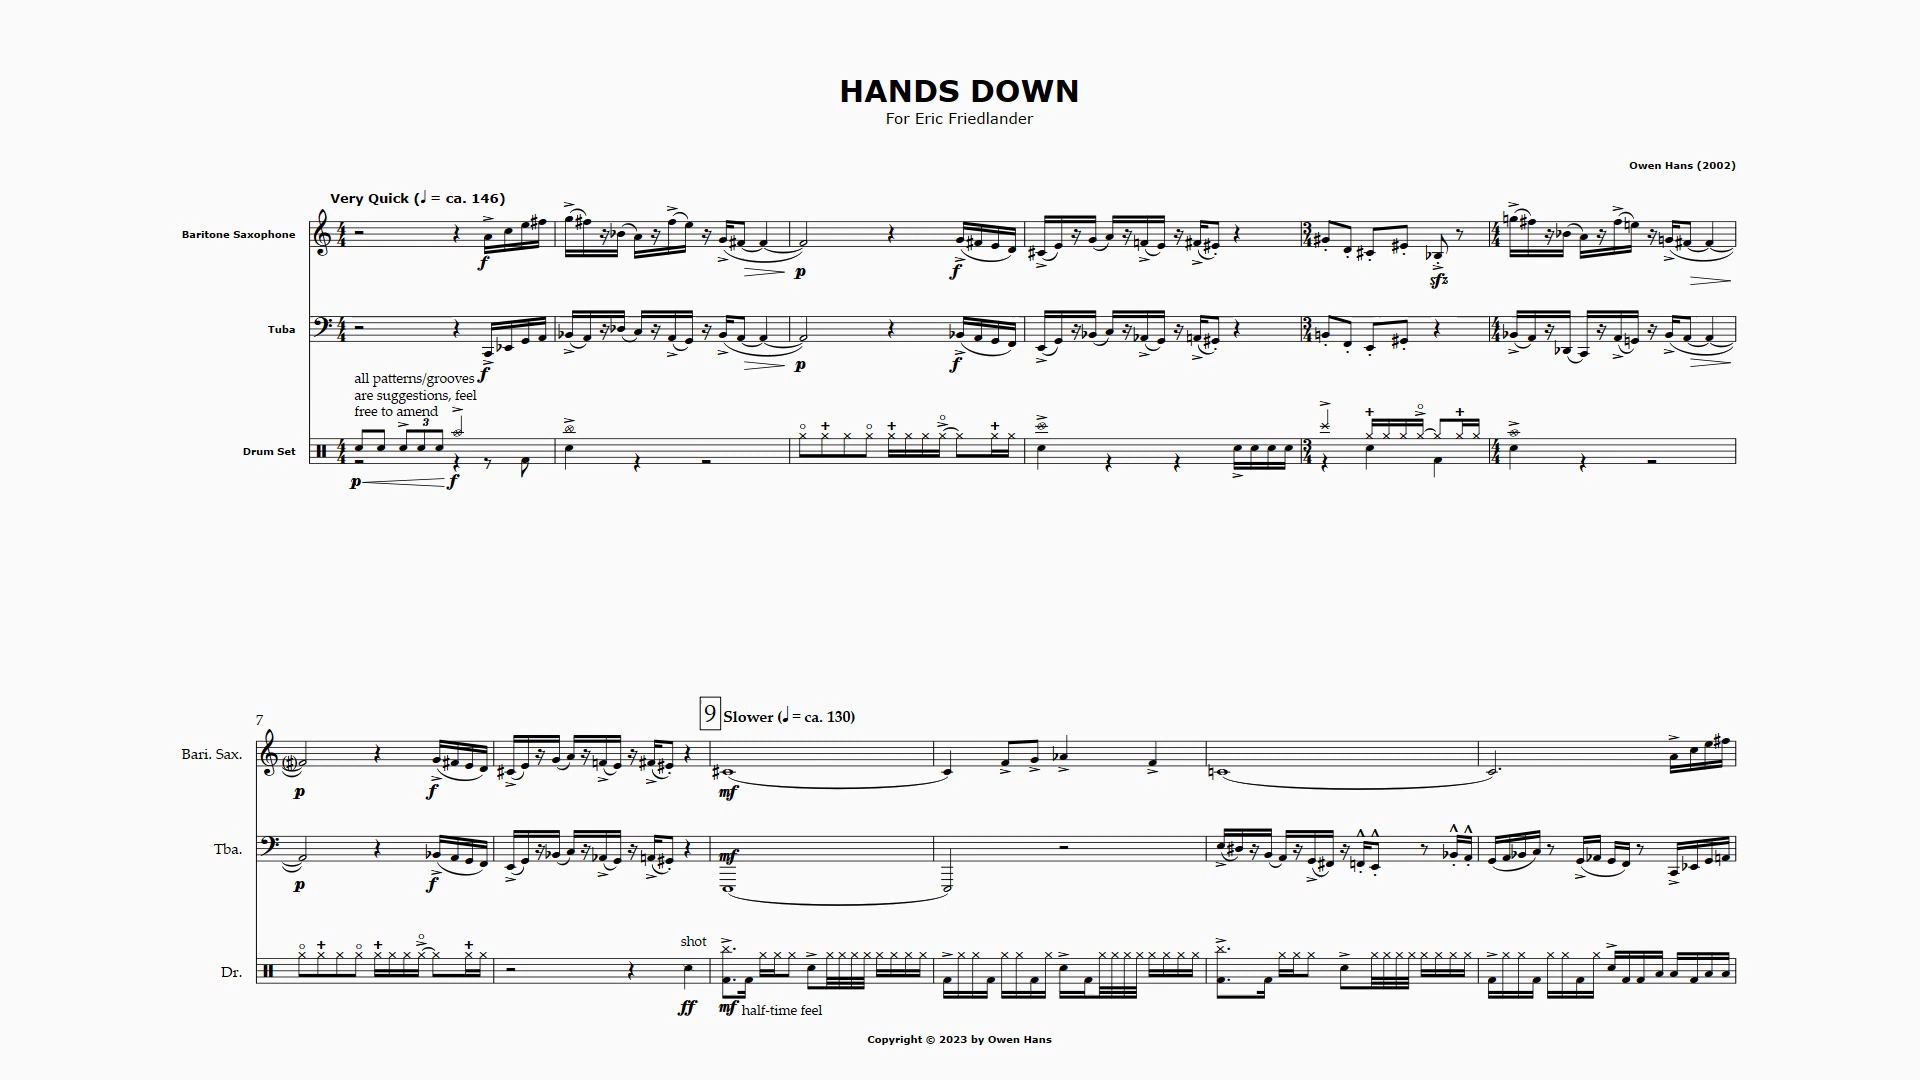 HANDS DOWN
For Eric Friedlander
Owen Hans (2002)
Very Quick (♩ = ca. 146)
Baritone Saxophone
f
p
f
sfz
Tuba
f
p
f
all patterns/grooves
are suggestions, feel
free to amend
3
Drum Set
p
f
7
9
Slower (♩ = ca. 130)
Bari. Sax.
p
f
mf
Tba.
mf
p
f
shot
Dr.
ff
mf
half-time feel
Copyright © 2023 by Owen Hans